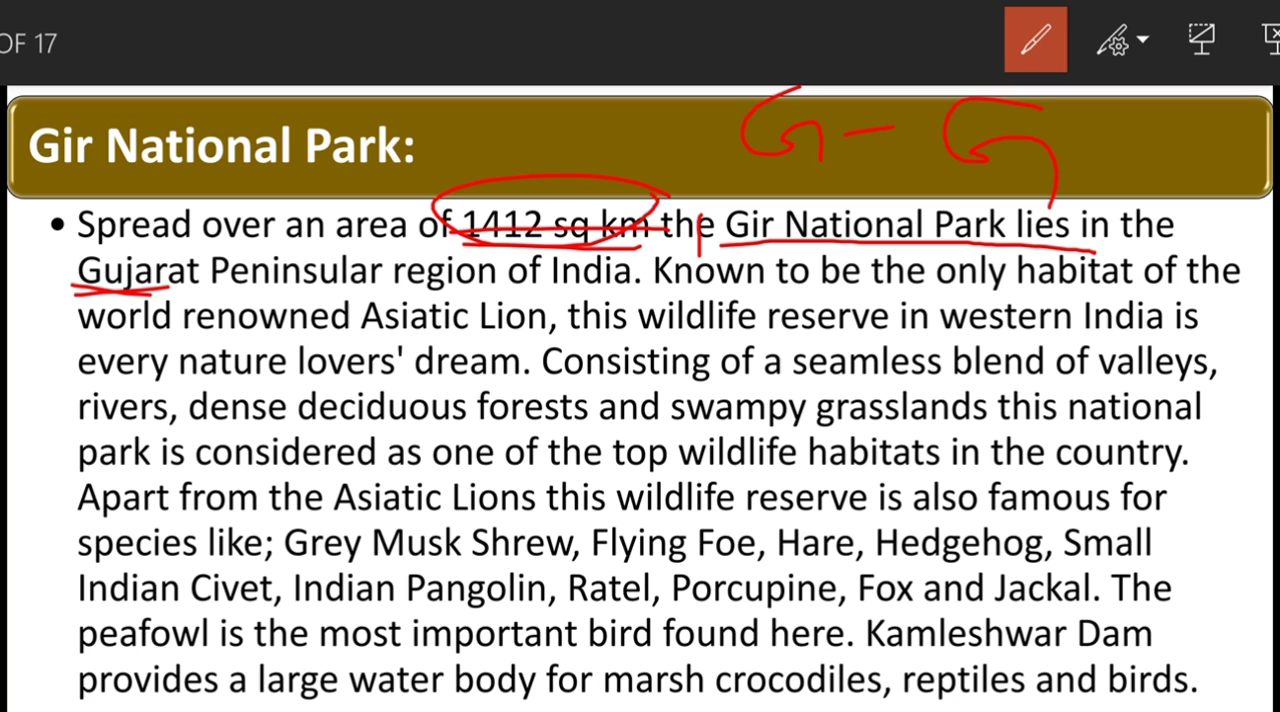 OF 17
Gir National Park:
G - G
• Spread over an area of 1412 sq km the Gir National Park lies in the
Gujarat Peninsular region of India. Known to be the only habitat of the
world renowned Asiatic Lion, this wildlife reserve in western India is
every nature lovers' dream. Consisting of a seamless blend of valleys,
rivers, dense deciduous forests and swampy grasslands this national
park is considered as one of the top wildlife habitats in the country.
Apart from the Asiatic Lions this wildlife reserve is also famous for
species like; Grey Musk Shrew, Flying Foe, Hare, Hedgehog, Small
Indian Civet, Indian Pangolin, Ratel, Porcupine, Fox and Jackal. The
peafowl is the most important bird found here. Kamleshwar Dam
provides a large water body for marsh crocodiles, reptiles and birds.